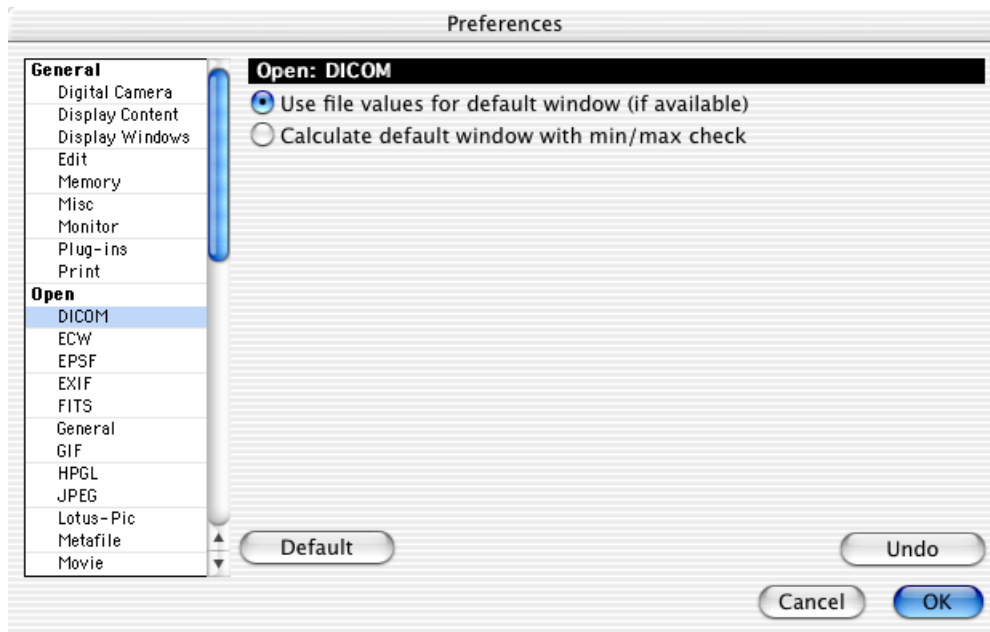 Preferences
General
Digital Camera
Display Content
Display Windows
Edit
Memory
Misc
Monitor
Plug-ins
Print
Open
DICOM
ECW
EPSF
EXIF
FITS
General
GIF
HPGL
JPEG
Lotus-Pic
Metafile
Movie
Open: DICOM
Use file values for default window (if available)
Calculate default window with min/max check
Default
Undo
Cancel
OK